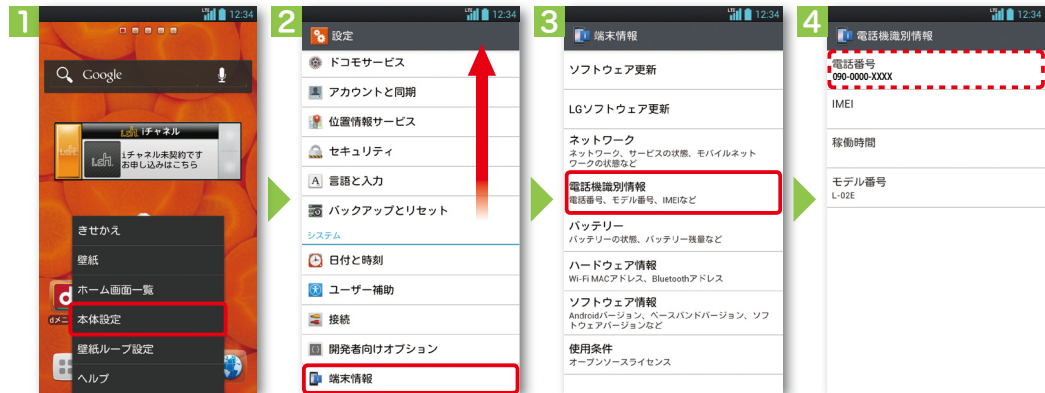 1
LTE 12:34
Google
iチャネル
iチャネル未契約です
お申し込みはこちら
きせかえ
壁紙
ホーム画面一覧
本体設定
壁紙ループ設定
ヘルプ
2
LTE 12:34
設定
ドコモサービス
アカウントと同期
位置情報サービス
セキュリティ
A 言語と入力
バックアップとリセット
システム
日付と時刻
ユーザー補助
接続
開発者向けオプション
端末情報
3
LTE 12:34
端末情報
ソフトウェア更新
LGソフトウェア更新
ネットワーク
ネットワーク、サービスの状態、モバイルネット
ワークの状態など
電話機識別情報
電話番号、モデル番号、IMEIなど
バッテリー
バッテリーの状態、バッテリー残量など
ハードウェア情報
Wi-Fi MACアドレス、Bluetoothアドレス
ソフトウェア情報
Androidバージョン、ベースバンドバージョン、ソフ
トウェアバージョンなど
使用条件
オープンソースライセンス
4
LTE 12:34
電話機識別情報
電話番号
090-0000-XXXX
IMEI
稼働時間
モデル番号
L-02E